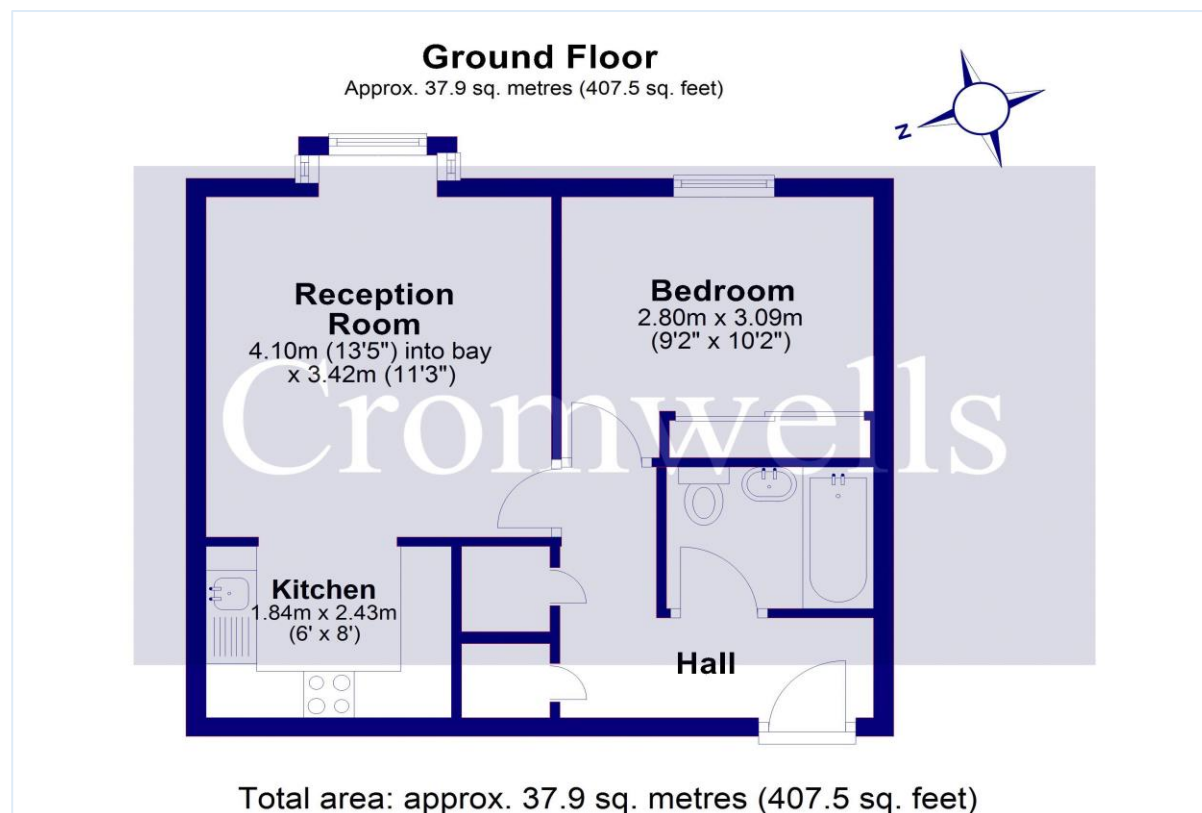 Ground Floor
Approx. 37.9 sq. metres (407.5 sq. feet)
N
Reception
Room
4.10m (13'5") into bay
x 3.42m (11'3")
Bedroom
2.80m x 3.09m
(9'2" x 10'2")
Cromwells
Kitchen
1.84m x 2.43m
(6' x 8')
Hall
Total area: approx. 37.9 sq. metres (407.5 sq. feet)